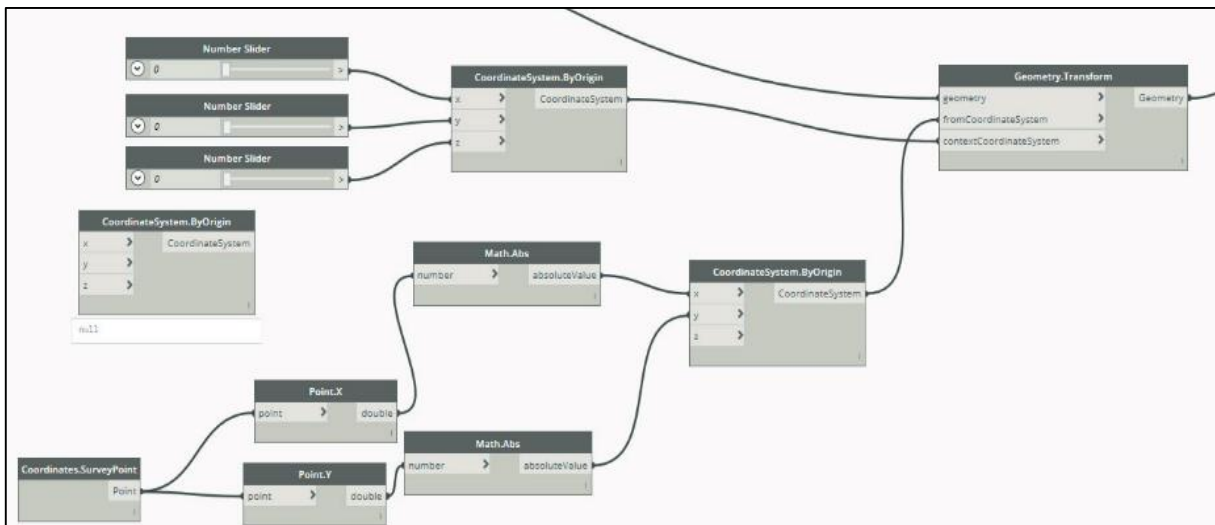 Number Slider
0 >
Number Slider
0 >
Number Slider
0 >
CoordinateSystem.ByOrigin
x > CoordinateSystem
y >
z >
Geometry.Transform
geometry > Geometry
fromCoordinateSystem >
contextCoordinateSystem >
CoordinateSystem.ByOrigin
x > CoordinateSystem
y >
z >
null
Math.Abs
number > absoluteValue
CoordinateSystem.ByOrigin
x > CoordinateSystem
y >
z >
Point.X
point > double
Math.Abs
number > absoluteValue
Coordinates.SurveyPoint
Point
Point.Y
point > double